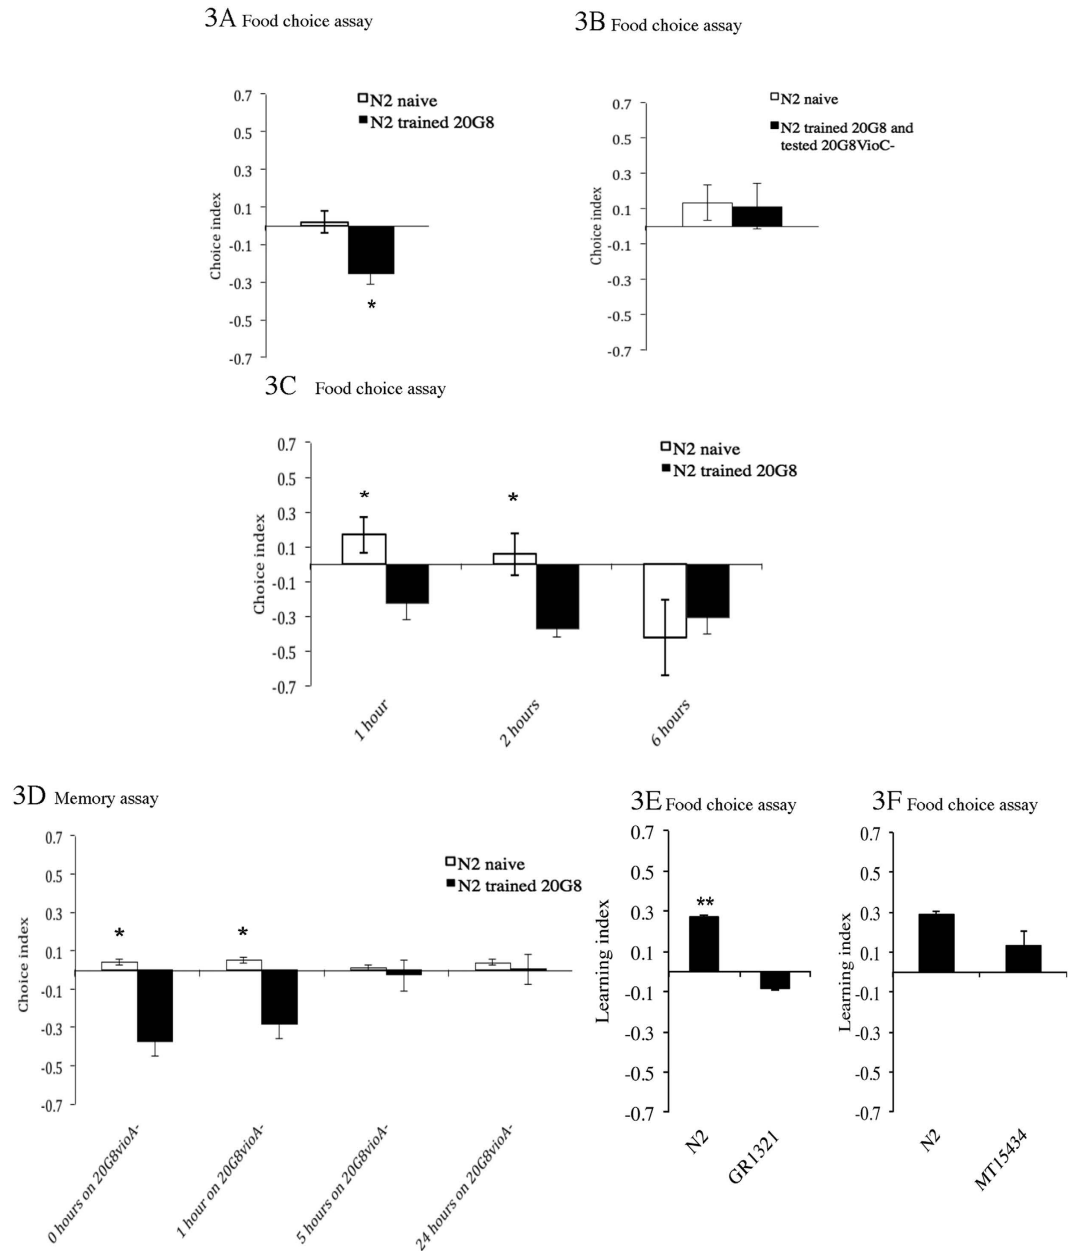 3A Food choice assay
0.7
0.5
0.3
0.1
-0.1
-0.3
-0.5
-0.7
Choice index
N2 naive
N2 trained 20G8
*
3B Food choice assay
0.7
0.5
0.3
0.1
-0.1
-0.3
-0.5
-0.7
Choice index
N2 naive
N2 trained 20G8 and
tested 20G8VioC-
3C Food choice assay
0.7
0.5
0.3
0.1
-0.1
-0.3
-0.5
-0.7
Choice index
N2 naive
N2 trained 20G8
* *
1 hour
2 hours
6 hours
3D Memory assay
0.7
0.5
0.3
0.1
-0.1
-0.3
-0.5
-0.7
Choice index
N2 naive
N2 trained 20G8
* *
0 hours on 20G8vioA-
1 hour on 20G8vioA-
5 hours on 20G8vioA-
24 hours on 20G8vioA-
3E Food choice assay
0.7
0.5
0.3
0.1
-0.1
-0.3
-0.5
-0.7
Learning index
**
N2
GR1321
3F Food choice assay
0.7
0.5
0.3
0.1
-0.1
-0.3
-0.5
-0.7
Learning index
N2
MT15434